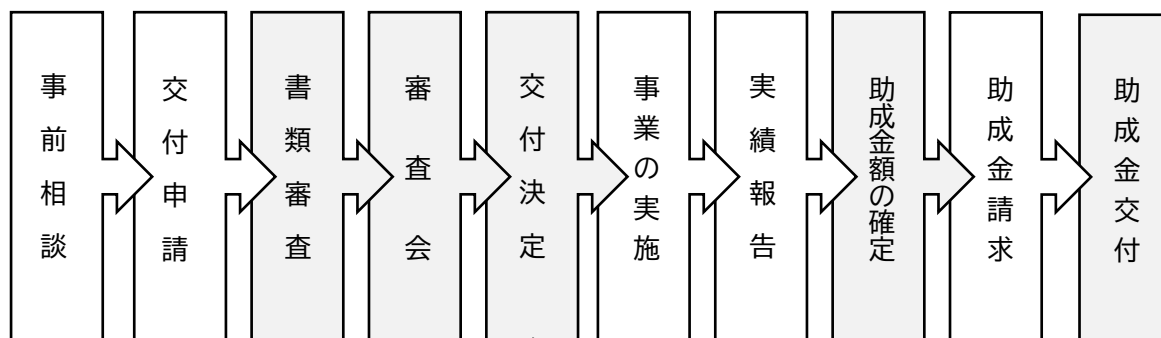 事前相談
交付申請
書類審査
審査会
交付決定
事業の実施
実績報告
助成金額の確定
助成金請求
助成金交付